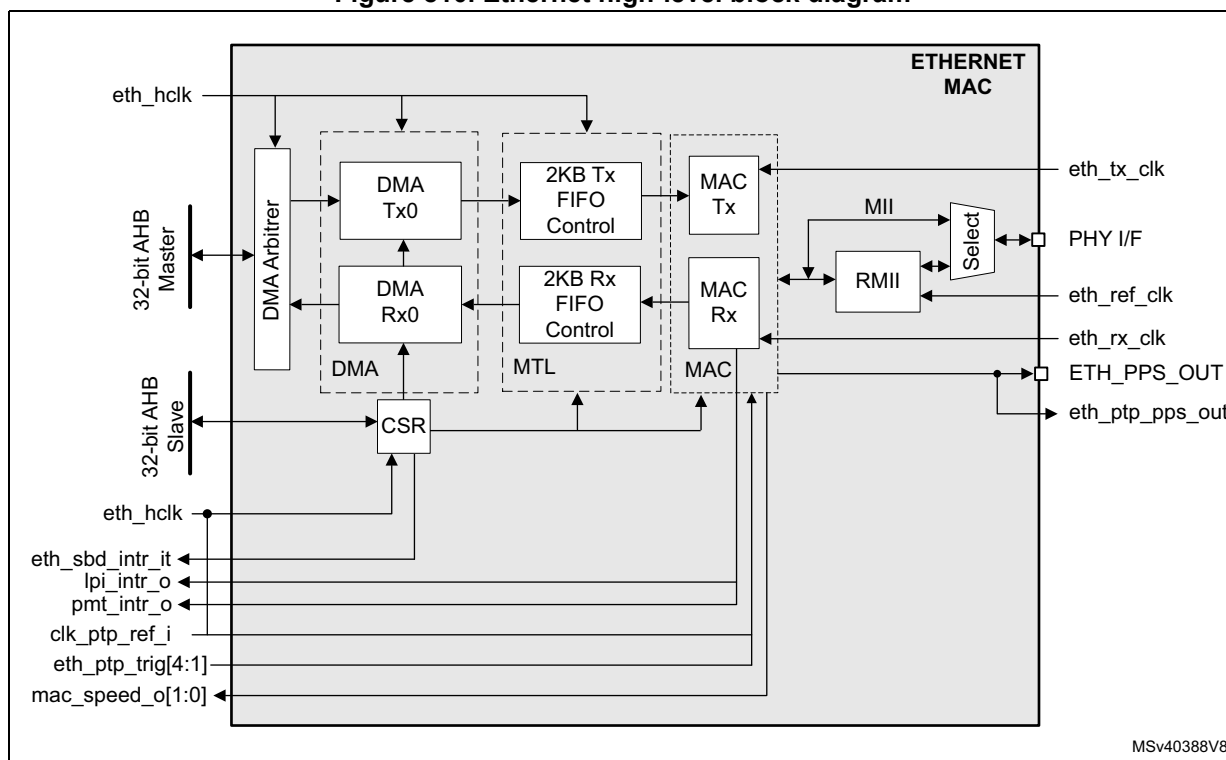 ETHERNET
MAC
eth_hclk
32-bit AHB
Master
DMA Arbitrer
DMA
Tx0
2KB Tx
FIFO
Control
MAC
Tx
eth_tx_clk
MII
Select
PHY I/F
RMII
DMA
Rx0
2KB Rx
FIFO
Control
MAC
Rx
eth_ref_clk
eth_rx_clk
DMA
MTL
MAC
ETH_PPS_OUT
eth_ptp_pps_out
32-bit AHB
Slave
CSR
eth_hclk
eth_sbd_intr_it
lpi_intr_o
pmt_intr_o
clk_ptp_ref_i
eth_ptp_trig[4:1]
mac_speed_o[1:0]
MSv40388V8